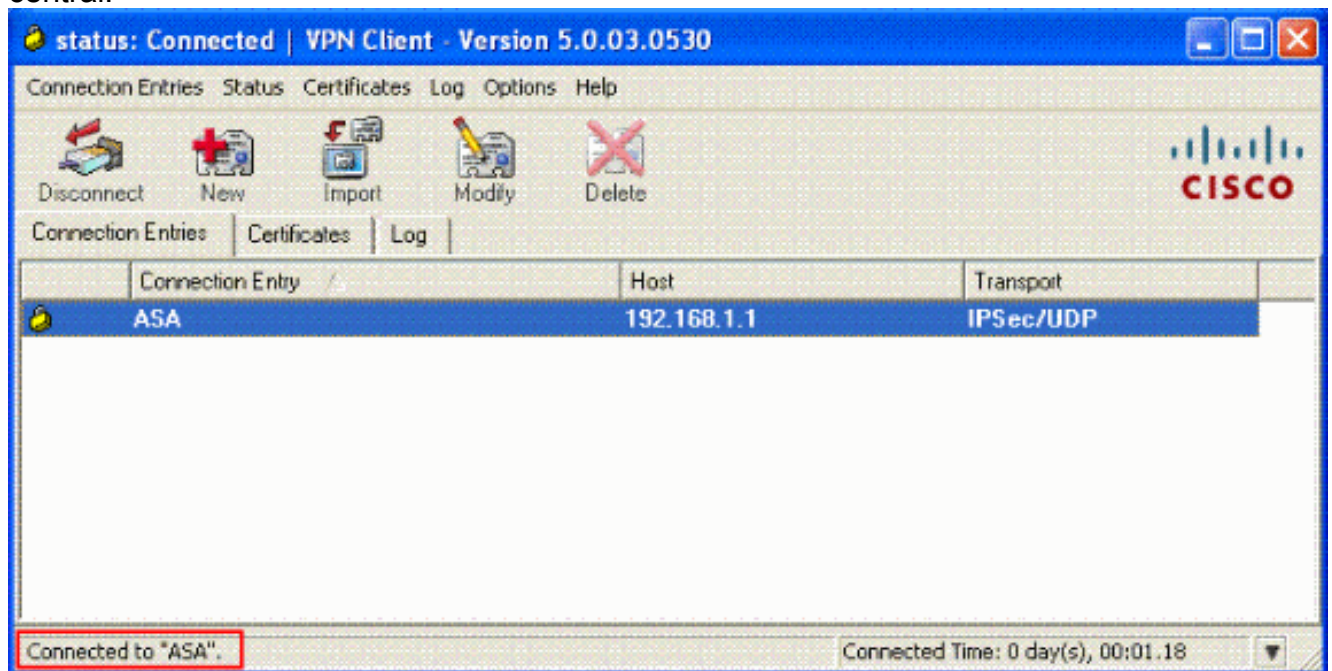 central.
status: Connected | VPN Client - Version 5.0.03.0530
Connection Entries Status Certificates Log Options Help
Disconnect New Import Modify Delete
CISCO
Connection Entries Certificates Log
Connection Entry Host Transport
ASA 192.168.1.1 IPSec/UDP
Connected to "ASA". Connected Time: 0 day(s), 00:01.18